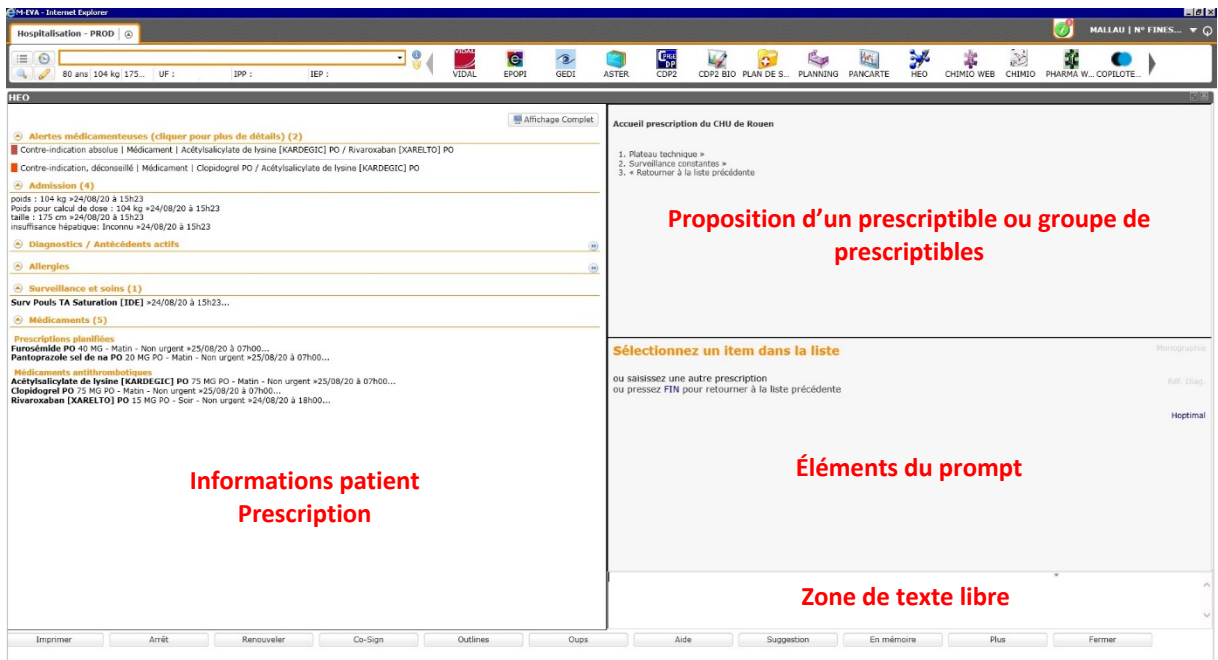 M-EVA - Internet Explorer
Hospitalisation - PROD
MALLAU | N° FINES...
80 ans 104 kg 175... UF : IPP : IEP :
VIDAL EPOPI GEDI ASTER CDP2 CDP2 BIO PLAN DE S... PLANNING PANCARTE HEO CHIMIO WEB CHIMIO PHARMA W... COPILOTE...
HEO
Affichage Complet
Alertes médicamenteuses (cliquer pour plus de détails) (2)
Contre-indication absolue | Médicament | Acétylsalicylate de lysine [KARDEGIC] PO / Rivaroxaban [XARELTO] PO
Contre-indication, déconseillé | Médicament | Clopidogrel PO / Acétylsalicylate de lysine [KARDEGIC] PO
Admission (4)
poids : 104 kg »24/08/20 à 15h23
Poids pour calcul de dose : 104 kg »24/08/20 à 15h23
taille : 175 cm »24/08/20 à 15h23
insuffisance hépatique: Inconnu »24/08/20 à 15h23
Diagnostics / Antécédents actifs
Allergies
Surveillance et soins (1)
Surv Pouls TA Saturation [IDE] »24/08/20 à 15h23...
Médicaments (5)
Prescriptions planifiées
Furosémide PO 40 MG - Matin - Non urgent »25/08/20 à 07h00...
Pantoprazole sel de na PO 20 MG PO - Matin - Non urgent »25/08/20 à 07h00...
Médicaments antithrombotiques
Acétylsalicylate de lysine [KARDEGIC] PO 75 MG PO - Matin - Non urgent »25/08/20 à 07h00...
Clopidogrel PO 75 MG PO - Matin - Non urgent »25/08/20 à 07h00...
Rivaroxaban [XARELTO] PO 15 MG PO - Soir - Non urgent »24/08/20 à 18h00...
Informations patient
Prescription
Accueil prescription du CHU de Rouen
1. Plateau technique »
2. Surveillance constantes »
3. « Retourner à la liste précédente
Proposition d'un prescriptible ou groupe de
prescriptibles
Sélectionnez un item dans la liste
Monographie
ou saisissez une autre prescription
Réf. Diag.
ou pressez FIN pour retourner à la liste précédente
Hoptimal
Éléments du prompt
Zone de texte libre
Imprimer Arrêt Renouveler Co-Sign Outlines Oups Aide Suggestion En mémoire Plus Fermer